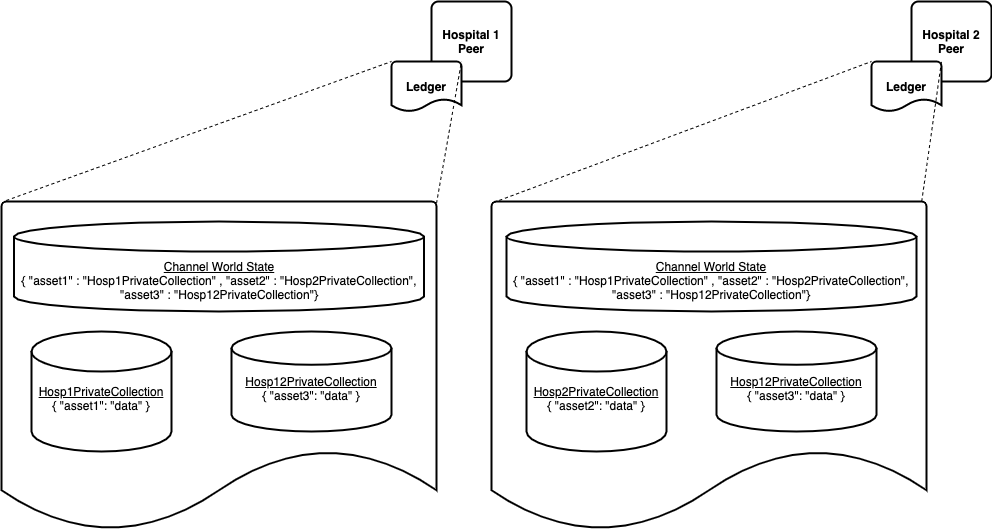 Hospital 1
Peer
Ledger
Channel World State
{ "asset1" : "Hosp1PrivateCollection" , "asset2" : "Hosp2PrivateCollection",
"asset3" : "Hosp12PrivateCollection"}
Hosp1PrivateCollection
{ "asset1": "data" }
Hosp12PrivateCollection
{ "asset3": "data" }
Hospital 2
Peer
Ledger
Channel World State
{ "asset1" : "Hosp1PrivateCollection" , "asset2" : "Hosp2PrivateCollection",
"asset3" : "Hosp12PrivateCollection"}
Hosp2PrivateCollection
{ "asset2": "data" }
Hosp12PrivateCollection
{ "asset3": "data" }